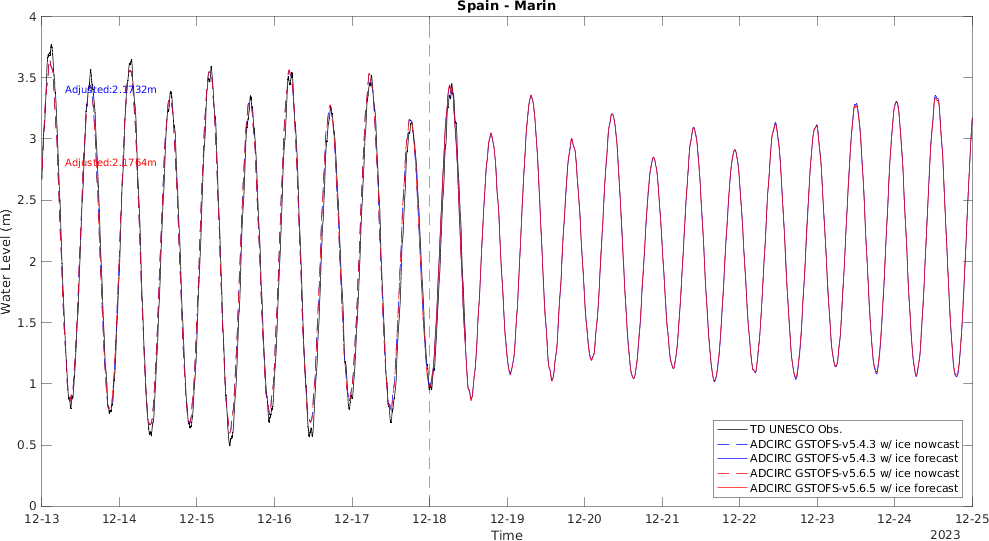 Spain - Marin
4
3.5
3
2.5
2
1.5
1
0.5
0
Water Level (m)
Adjusted:2.1732m
Adjusted:2.1764m
TD UNESCO Obs.
ADCIRC GSTOFS-v5.4.3 w/ ice nowcast
ADCIRC GSTOFS-v5.4.3 w/ ice forecast
ADCIRC GSTOFS-v5.6.5 w/ ice nowcast
ADCIRC GSTOFS-v5.6.5 w/ ice forecast
12-13 12-14 12-15 12-16 12-17 12-18 12-19 12-20 12-21 12-22 12-23 12-24 12-25
Time
2023